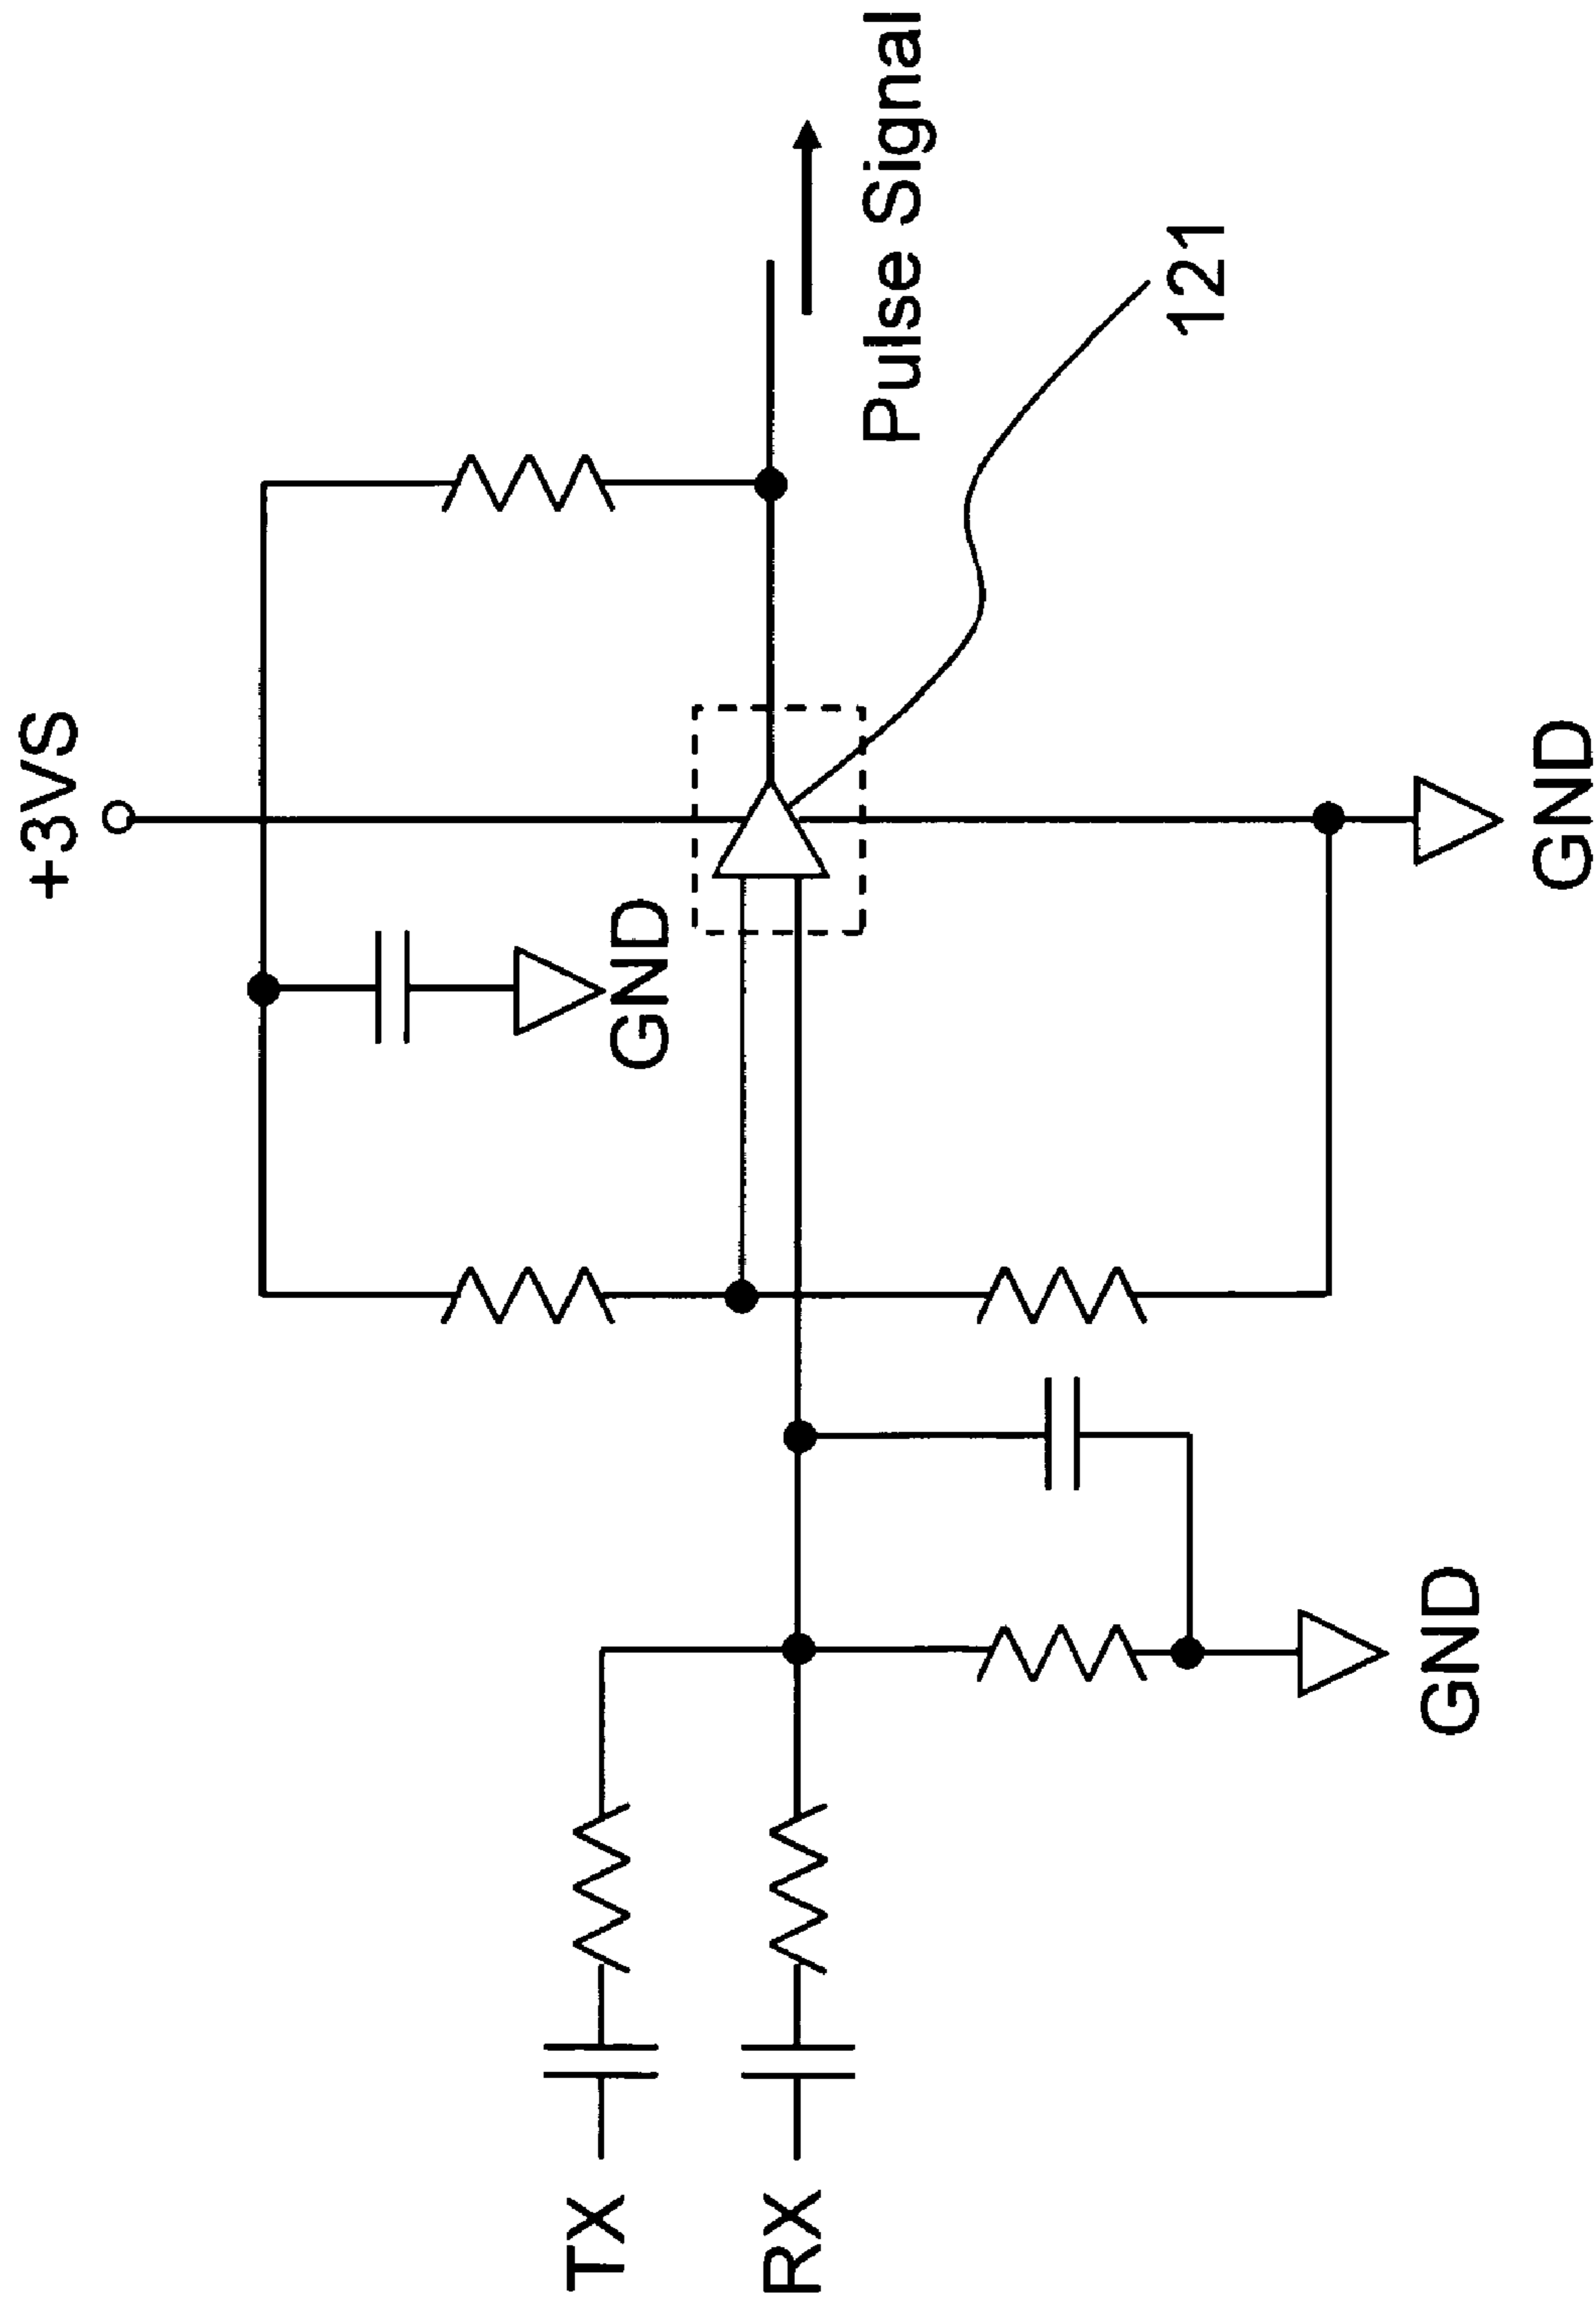 +3VS
GND
TX
RX
Pulse Signal
121
GND
GND